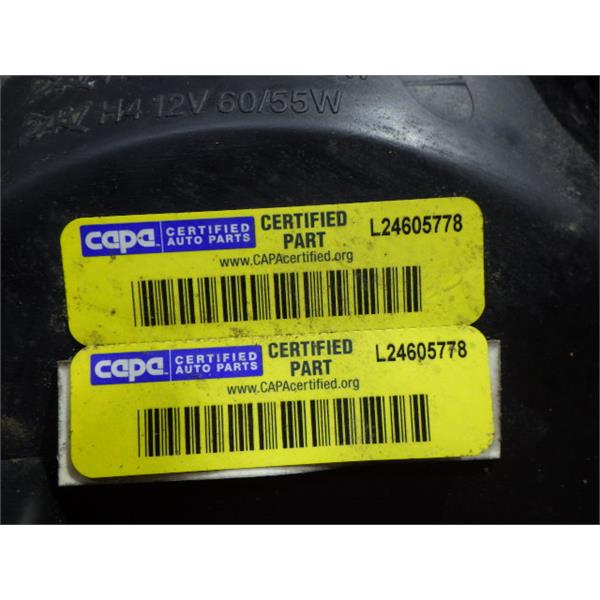 H4 12V 60/55W
capa CERTIFIED AUTO PARTS CERTIFIED PART L24605778
www.CAPAcertified.org
capa CERTIFIED AUTO PARTS CERTIFIED PART L24605778
www.CAPAcertified.org